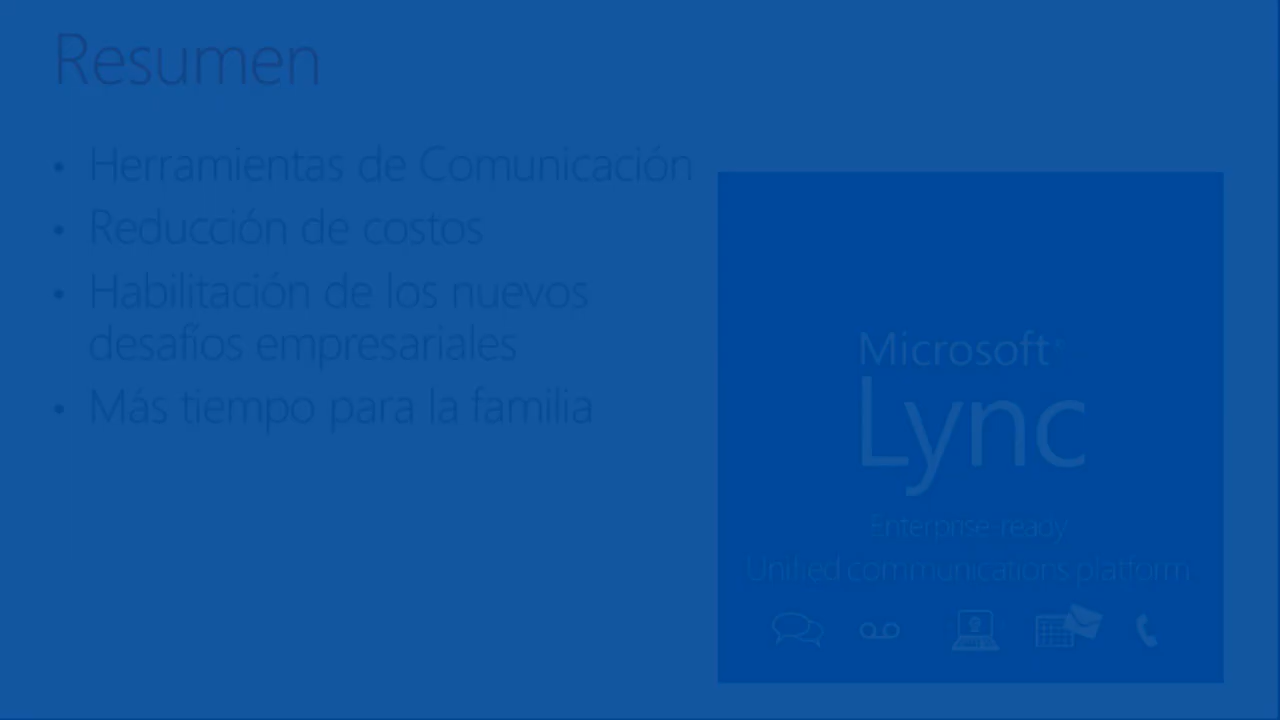 Resumen
• Herramientas de Comunicación
• Reducción de costos
• Habilitación de los nuevos
desafíos empresariales
• Más tiempo para la familia
Microsoft®
Lync
Enterprise-ready
Unified communications platform